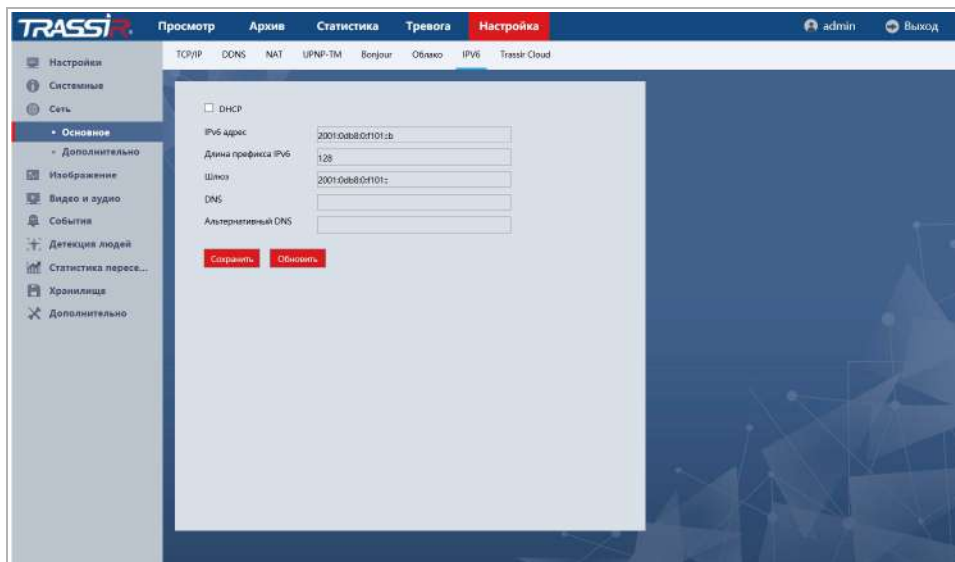 TRASSIR
Просмотр Архив Статистика Тревога Настройка admin Выход
TCP/IP DDNS NAT UPNP-TM Bonjour Облако IPV6 Trassir Cloud
Настройки
Системные
Сеть
Основное
Дополнительно
Изображение
Видео и аудио
События
Детекция людей
Статистика пересе...
Хранилище
Дополнительно
DHCP
IPv6 адрес 2001:0db8:0:f101::b
Длина префикса IPv6 128
Шлюз 2001:0db8:0:f101::
DNS
Альтернативный DNS
Сохранить Обновить